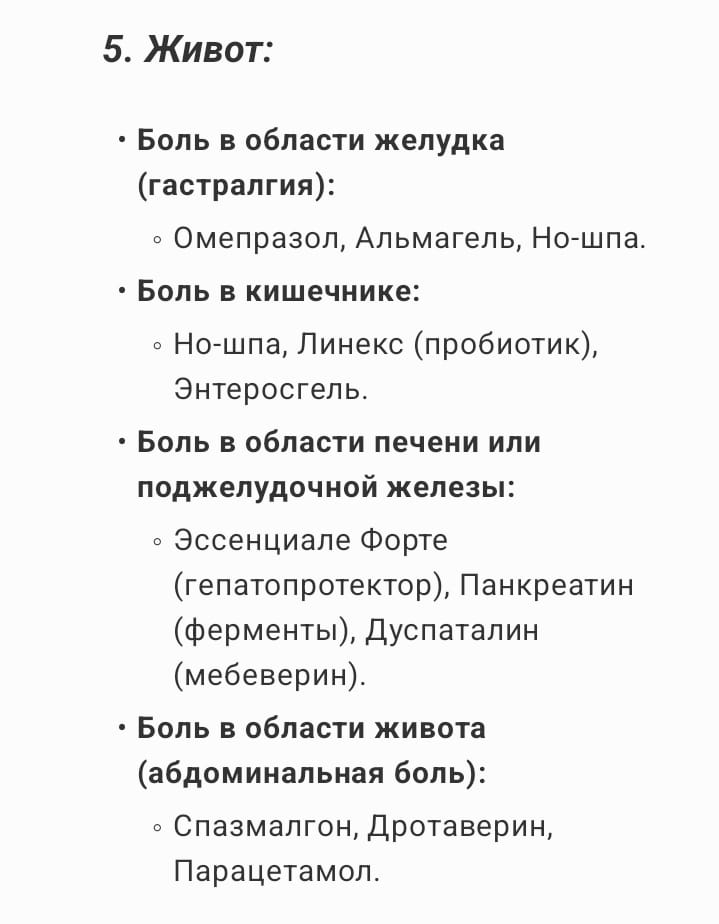 5. Живот:
• Боль в области желудка
(гастралгия):
◦ Омепразол, Альмагель, Но-шпа.
• Боль в кишечнике:
◦ Но-шпа, Линекс (пробиотик),
Энтеросгель.
• Боль в области печени или
поджелудочной железы:
◦ Эссенциале Форте
(гепатопротектор), Панкреатин
(ферменты), Дуспаталин
(мебеверин).
• Боль в области живота
(абдоминальная боль):
◦ Спазмалгон, Дротаверин,
Парацетамол.